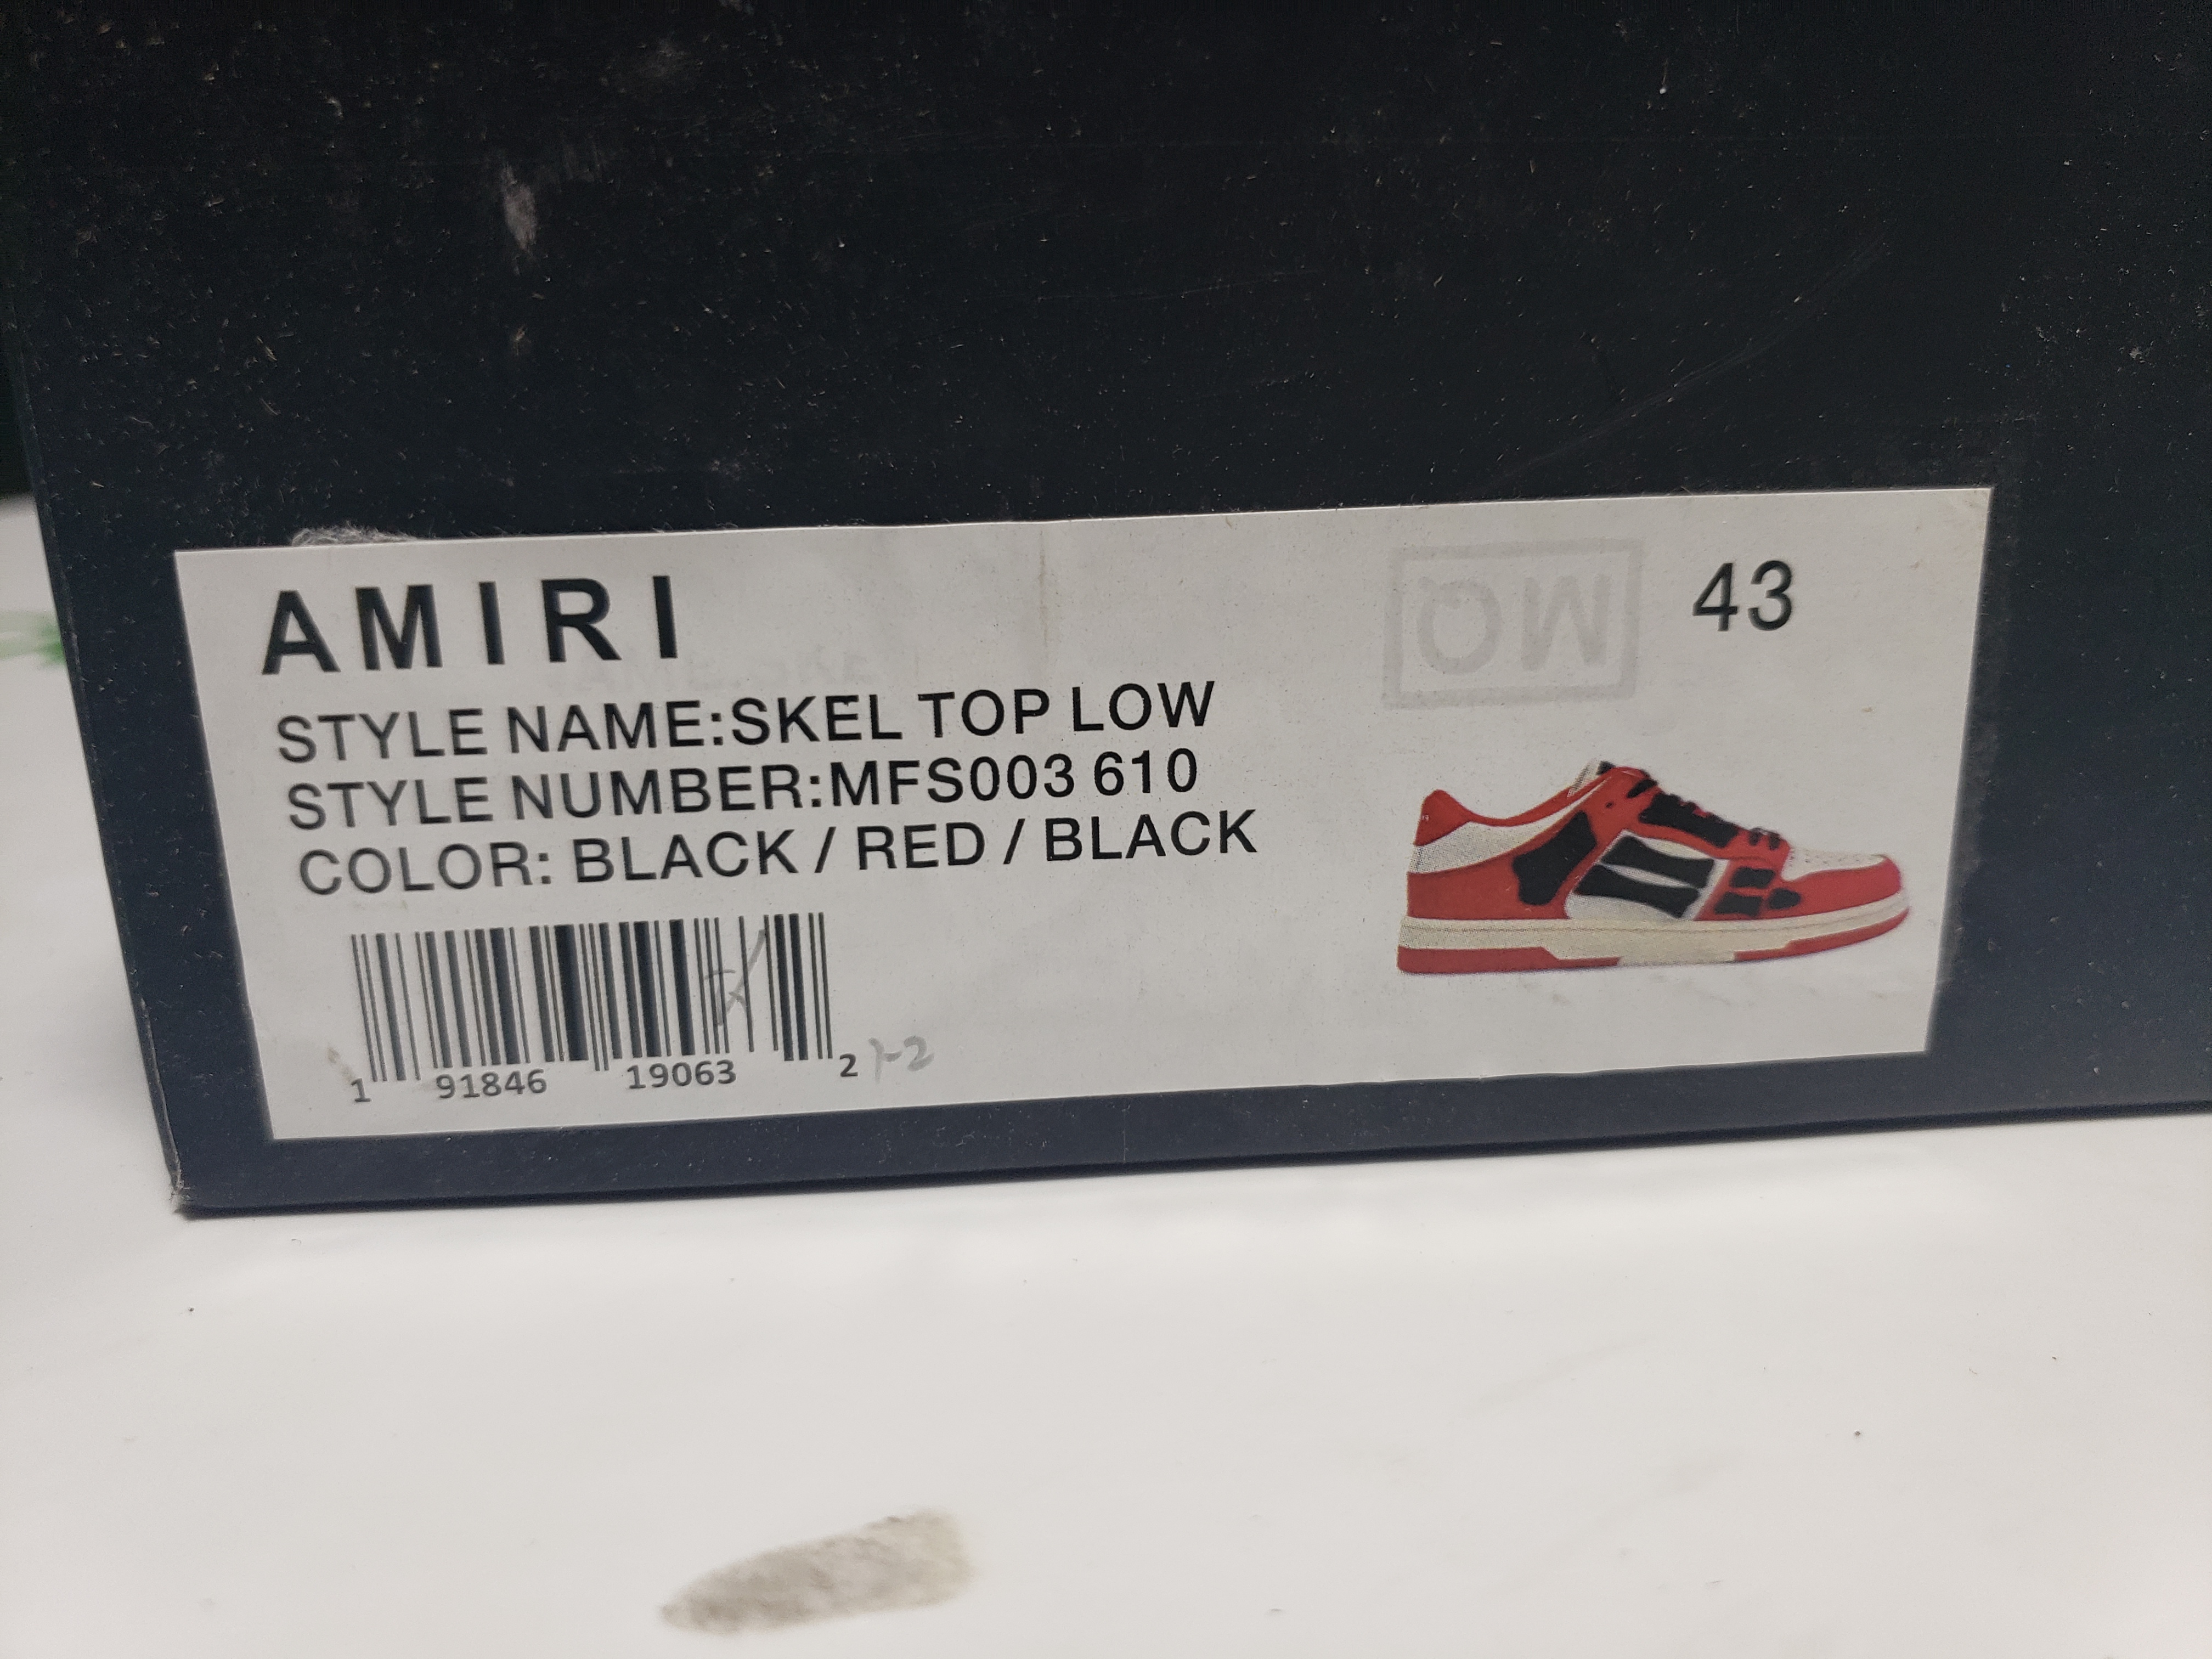 AMIRI
43
MQ
STYLE NAME:SKEL TOP LOW
STYLE NUMBER:MFS003 610
COLOR: BLACK / RED / BLACK
1 91846 19063 2